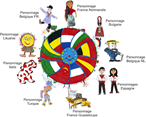 Personnage
Belgique FR
Personnage
France Normandie
Personnage
Bulgarie
Personnage
Belgique NL
Personnages
Espagne
Personnage
France Guadeloupe
Personnage
Turquie
Personnage
Italie
Personnage
Lituanie